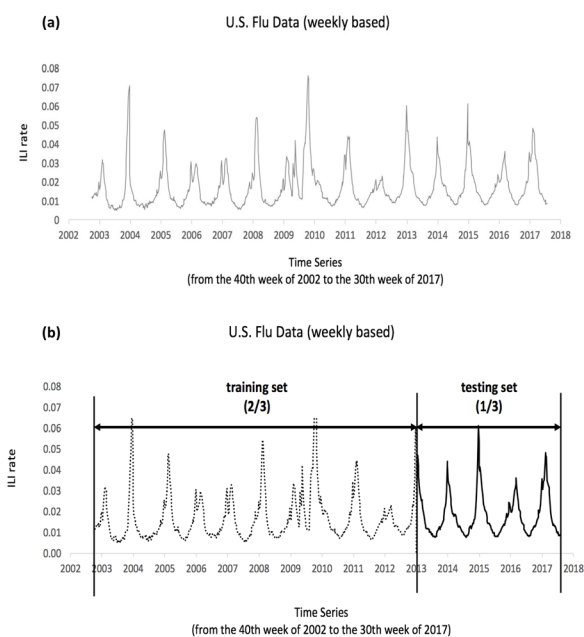 (a)
U.S. Flu Data (weekly based)
0.08
0.07
0.06
0.05
0.04
0.03
0.02
0.01
0
ILI rate
2002 2003 2004 2005 2006 2007 2008 2009 2010 2011 2012 2013 2014 2015 2016 2017 2018
Time Series
(from the 40th week of 2002 to the 30th week of 2017)
(b)
U.S. Flu Data (weekly based)
training set
(2/3)
testing set
(1/3)
0.08
0.07
0.06
0.05
0.04
0.03
0.02
0.01
0.00
ILI rate
2002 2003 2004 2005 2006 2007 2008 2009 2010 2011 2012 2013 2014 2015 2016 2017 2018
Time Series
(from the 40th week of 2002 to the 30th week of 2017)